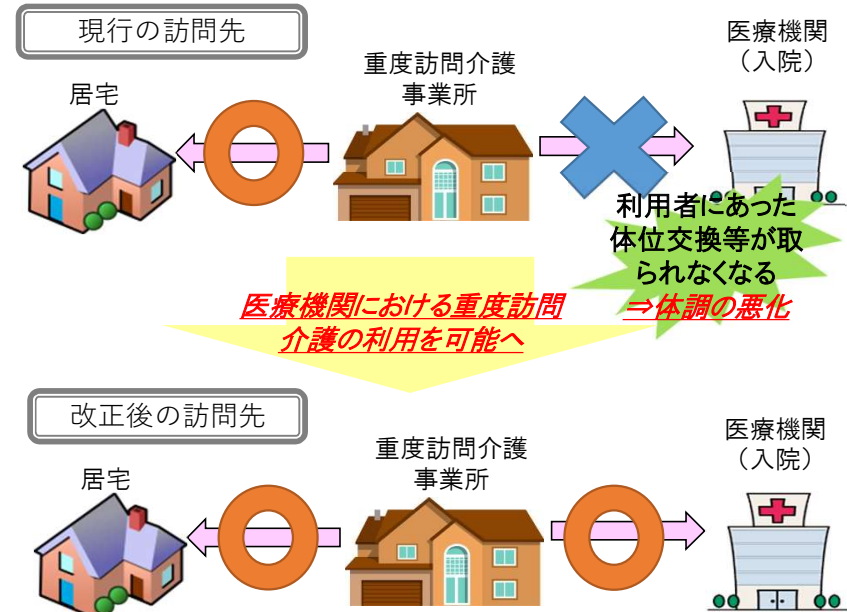 現行の訪問先
医療機関
（入院）
重度訪問介護
事業所
居宅
利用者にあった
体位交換等が取
られなくなる
⇒体調の悪化
医療機関における重度訪問
介護の利用を可能へ
改正後の訪問先
医療機関
（入院）
重度訪問介護
事業所
居宅